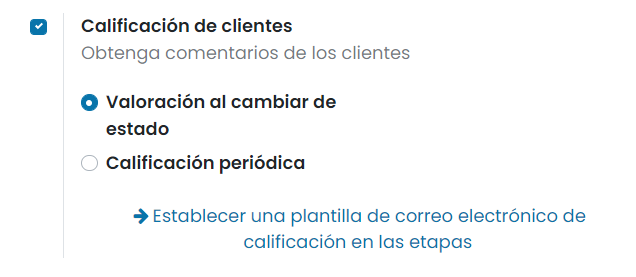 Calificación de clientes
Obtenga comentarios de los clientes
Valoración al cambiar de
estado
Calificación periódica
Establecer una plantilla de correo electrónico de
calificación en las etapas